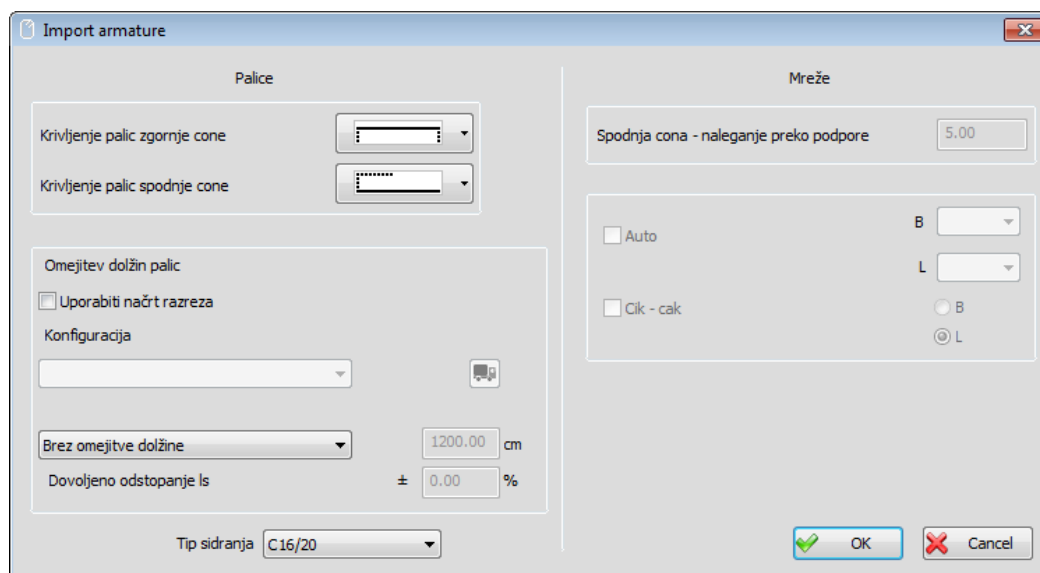 Import armature
Palice
Krivljenje palic zgornje cone
Krivljenje palic spodnje cone
Omejitev dolžin palic
Uporabiti načrt razreza
Konfiguracija
Brez omejitve dolžine
1200.00 cm
Dovoljeno odstopanje ls ± 0.00 %
Tip sidranja C16/20
Mreže
Spodnja cona - naleganje preko podpore 5.00
Auto
B
L
Cik - cak
B
L
OK
Cancel